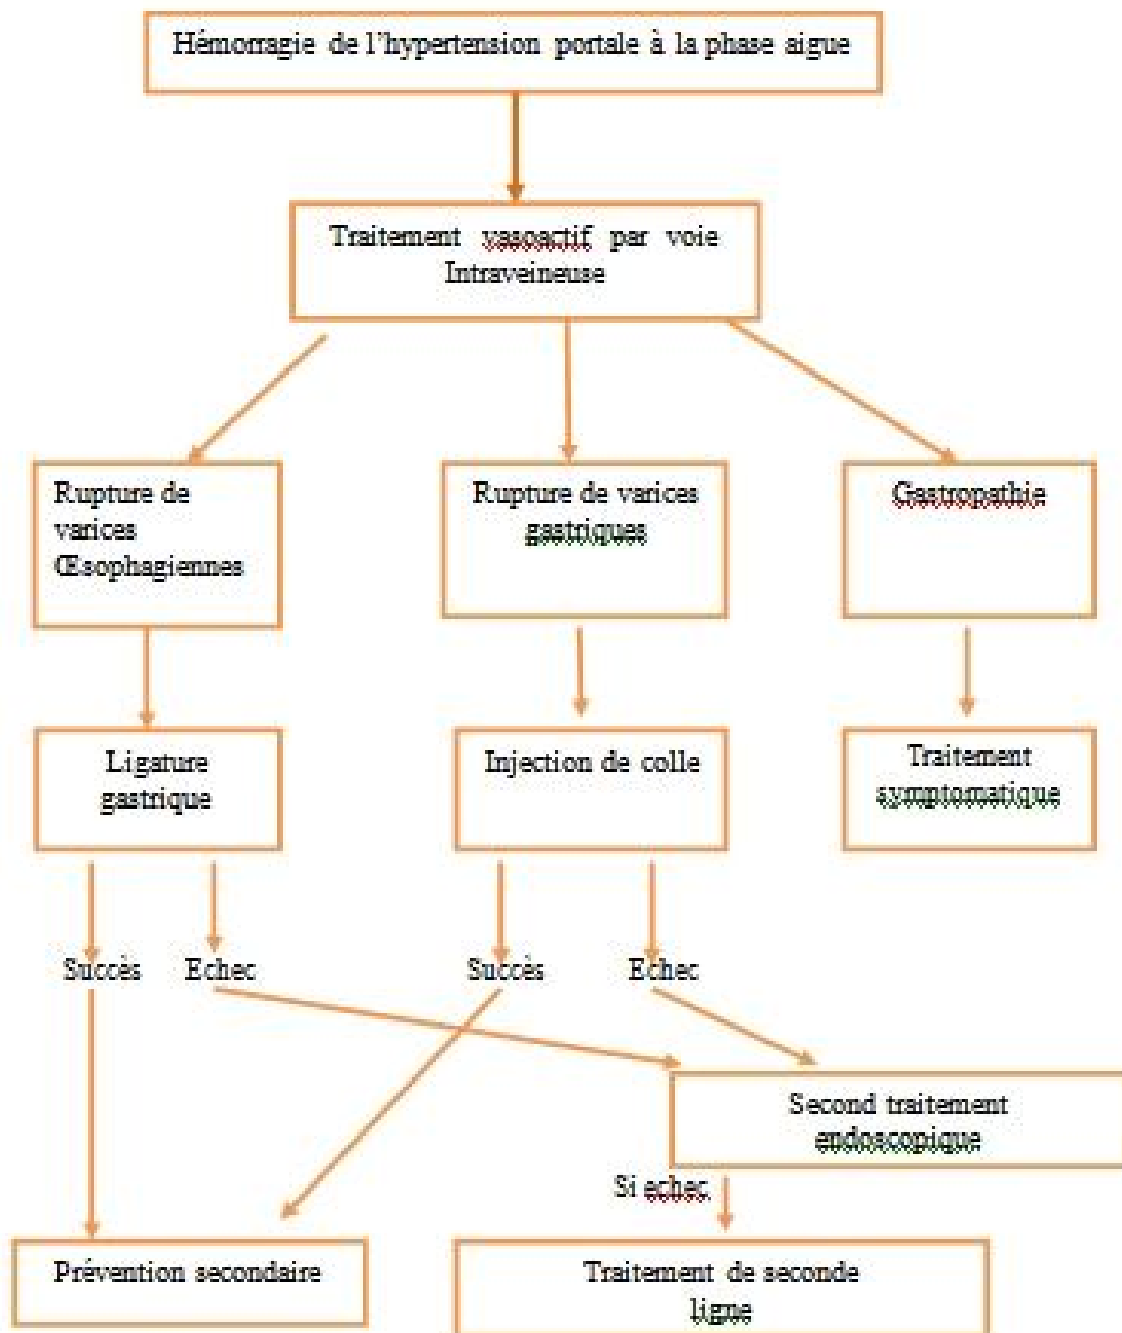 Hémorragie de l'hypertension portale à la phase aigue
Traitement vasoactif par voie
Intraveineuse
Rupture de
varices
Œsophagiennes
Rupture de varices
gastriques
Gastropathie
Ligature
gastrique
Injection de colle
Traitement
symptomatique
Succès
Echec
Succès
Echec
Second traitement
endoscopique
Si echec
Prévention secondaire
Traitement de seconde
ligne